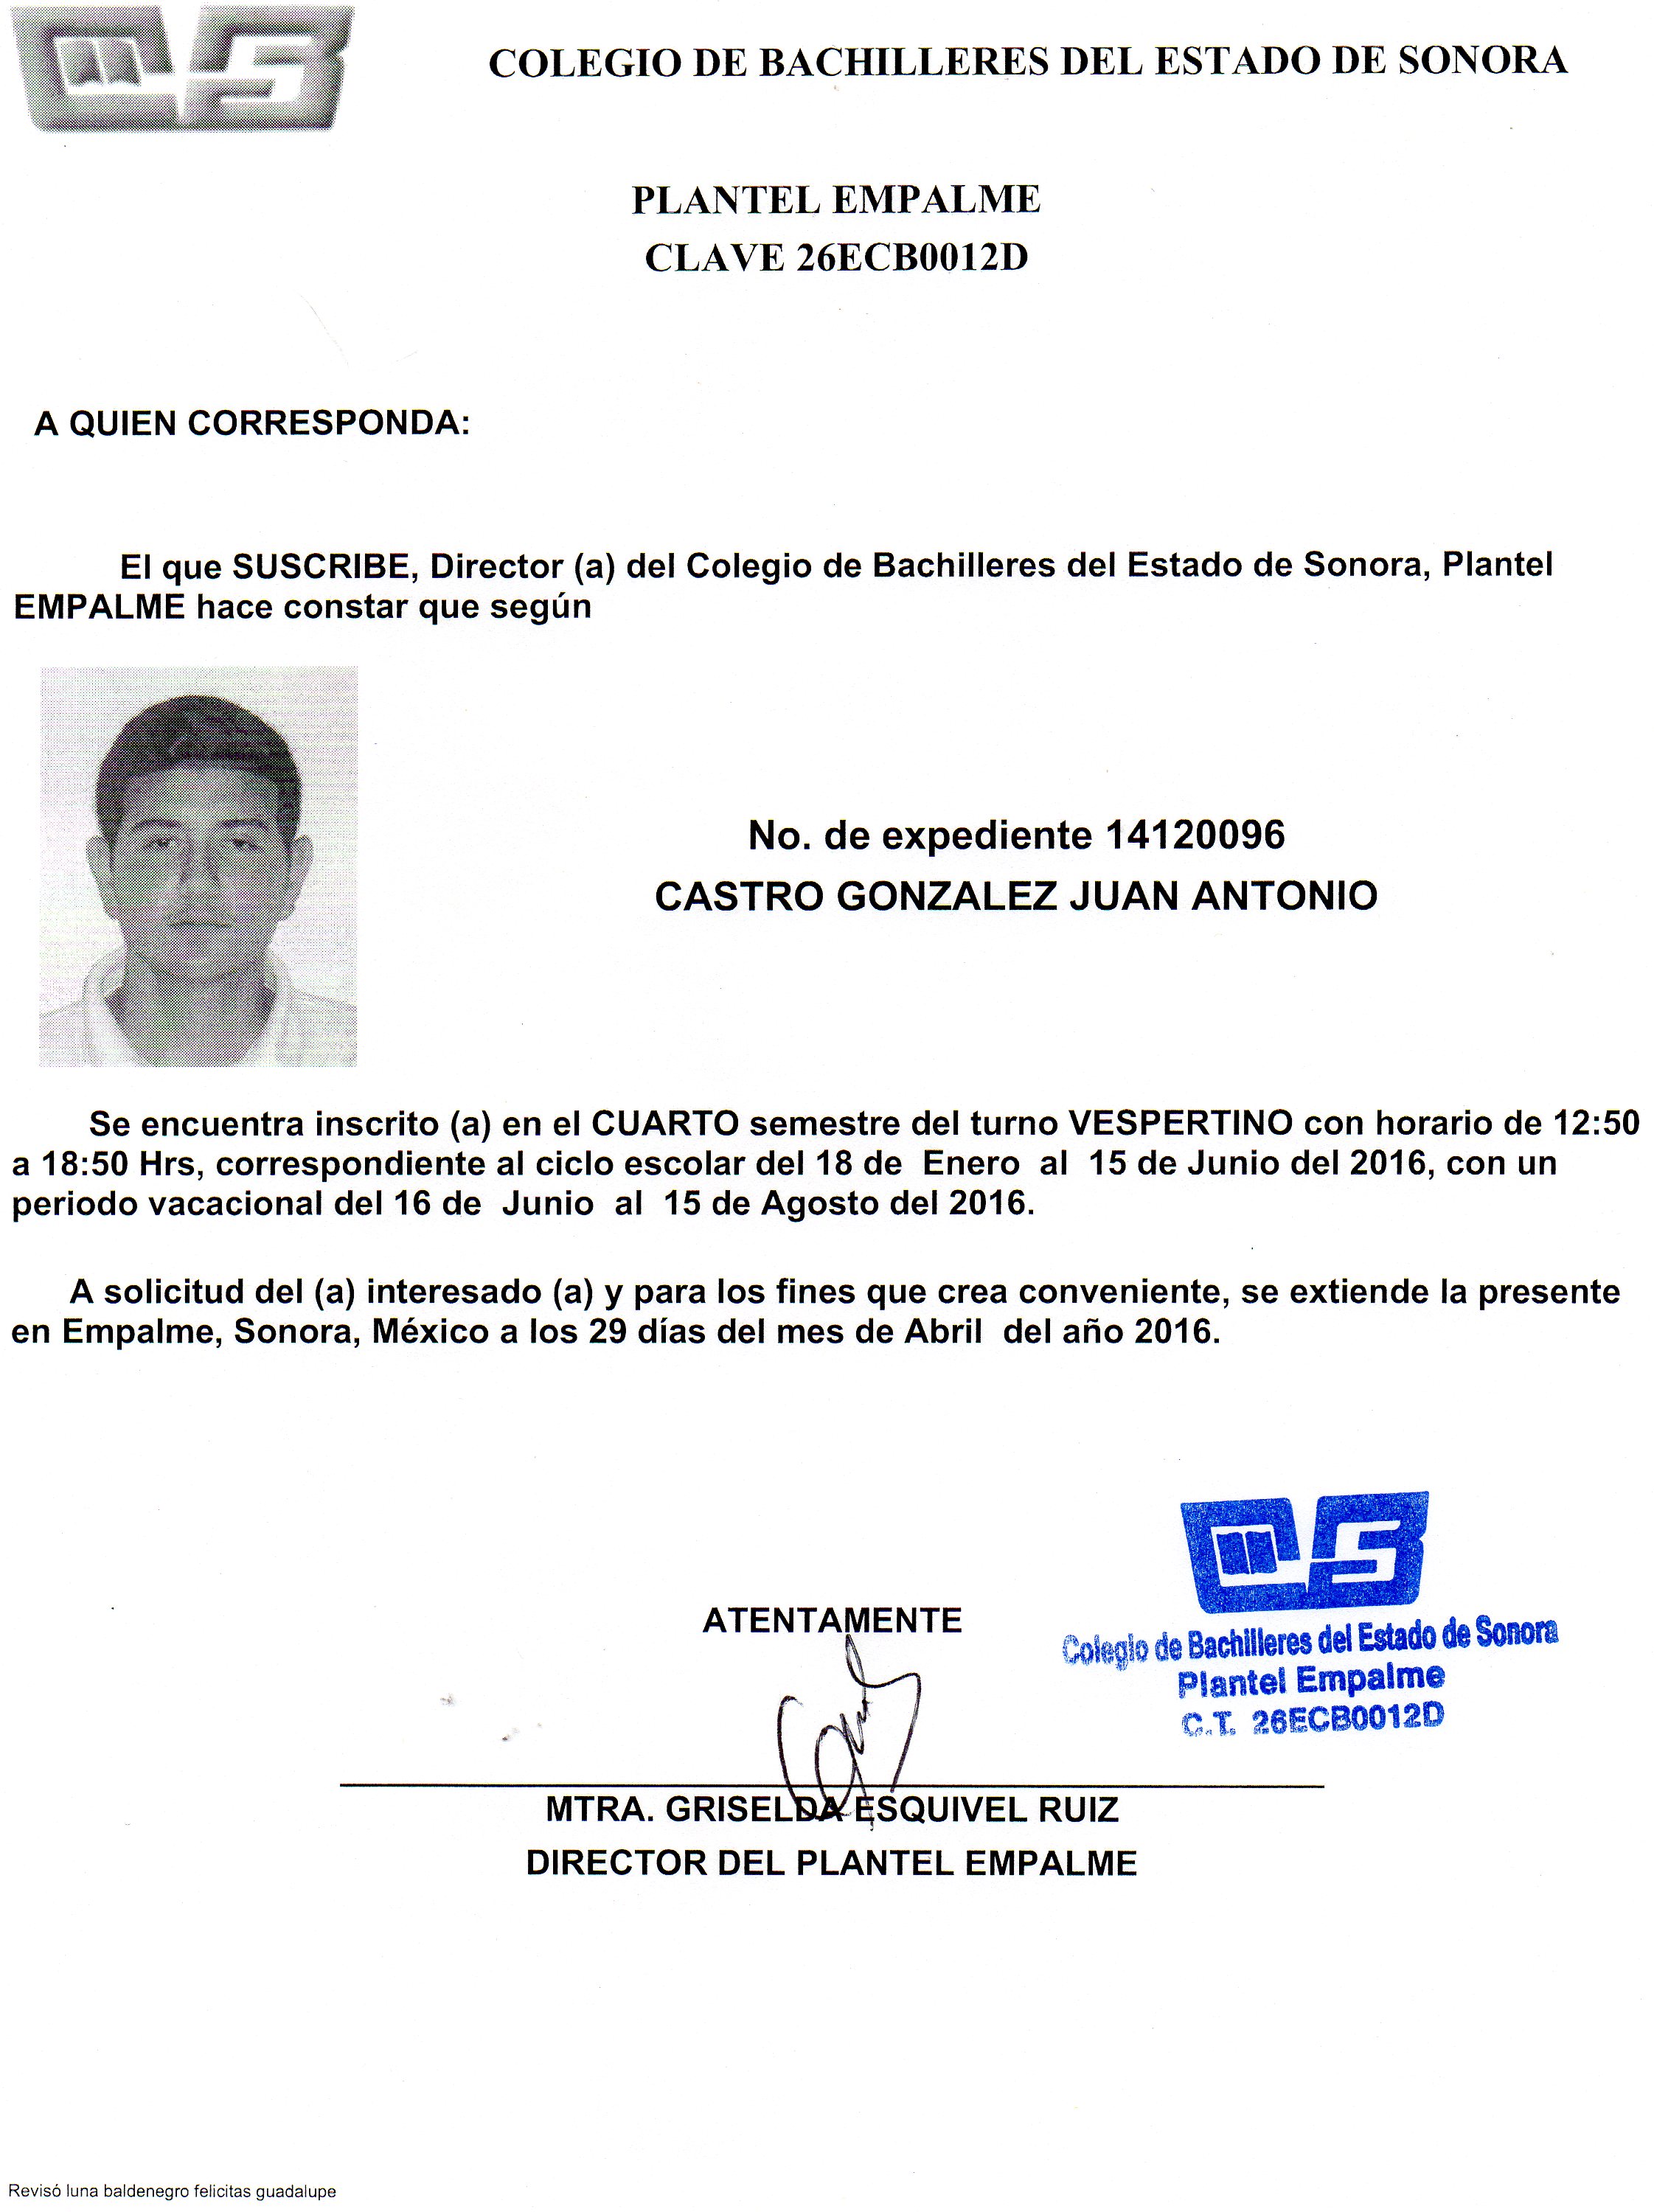 COLEGIO DE BACHILLERES DEL ESTADO DE SONORA
PLANTEL EMPALME
CLAVE 26ECB0012D
A QUIEN CORRESPONDA:
El que SUSCRIBE, Director (a) del Colegio de Bachilleres del Estado de Sonora, Plantel
EMPALME hace constar que según
No. de expediente 14120096
CASTRO GONZALEZ JUAN ANTONIO
Se encuentra inscrito (a) en el CUARTO semestre del turno VESPERTINO con horario de 12:50
a 18:50 Hrs, correspondiente al ciclo escolar del 18 de Enero al 15 de Junio del 2016, con un
periodo vacacional del 16 de Junio al 15 de Agosto del 2016.
A solicitud del (a) interesado (a) y para los fines que crea conveniente, se extiende la presente
en Empalme, Sonora, México a los 29 días del mes de Abril del año 2016.
ATENTAMENTE
Colegio de Bachilleres del Estado de Sonora
Plantel Empalme
C.T. 26ECB0012D
MTRA. GRISELDA ESQUIVEL RUIZ
DIRECTOR DEL PLANTEL EMPALME
Revisó luna baldenegro felicitas guadalupe